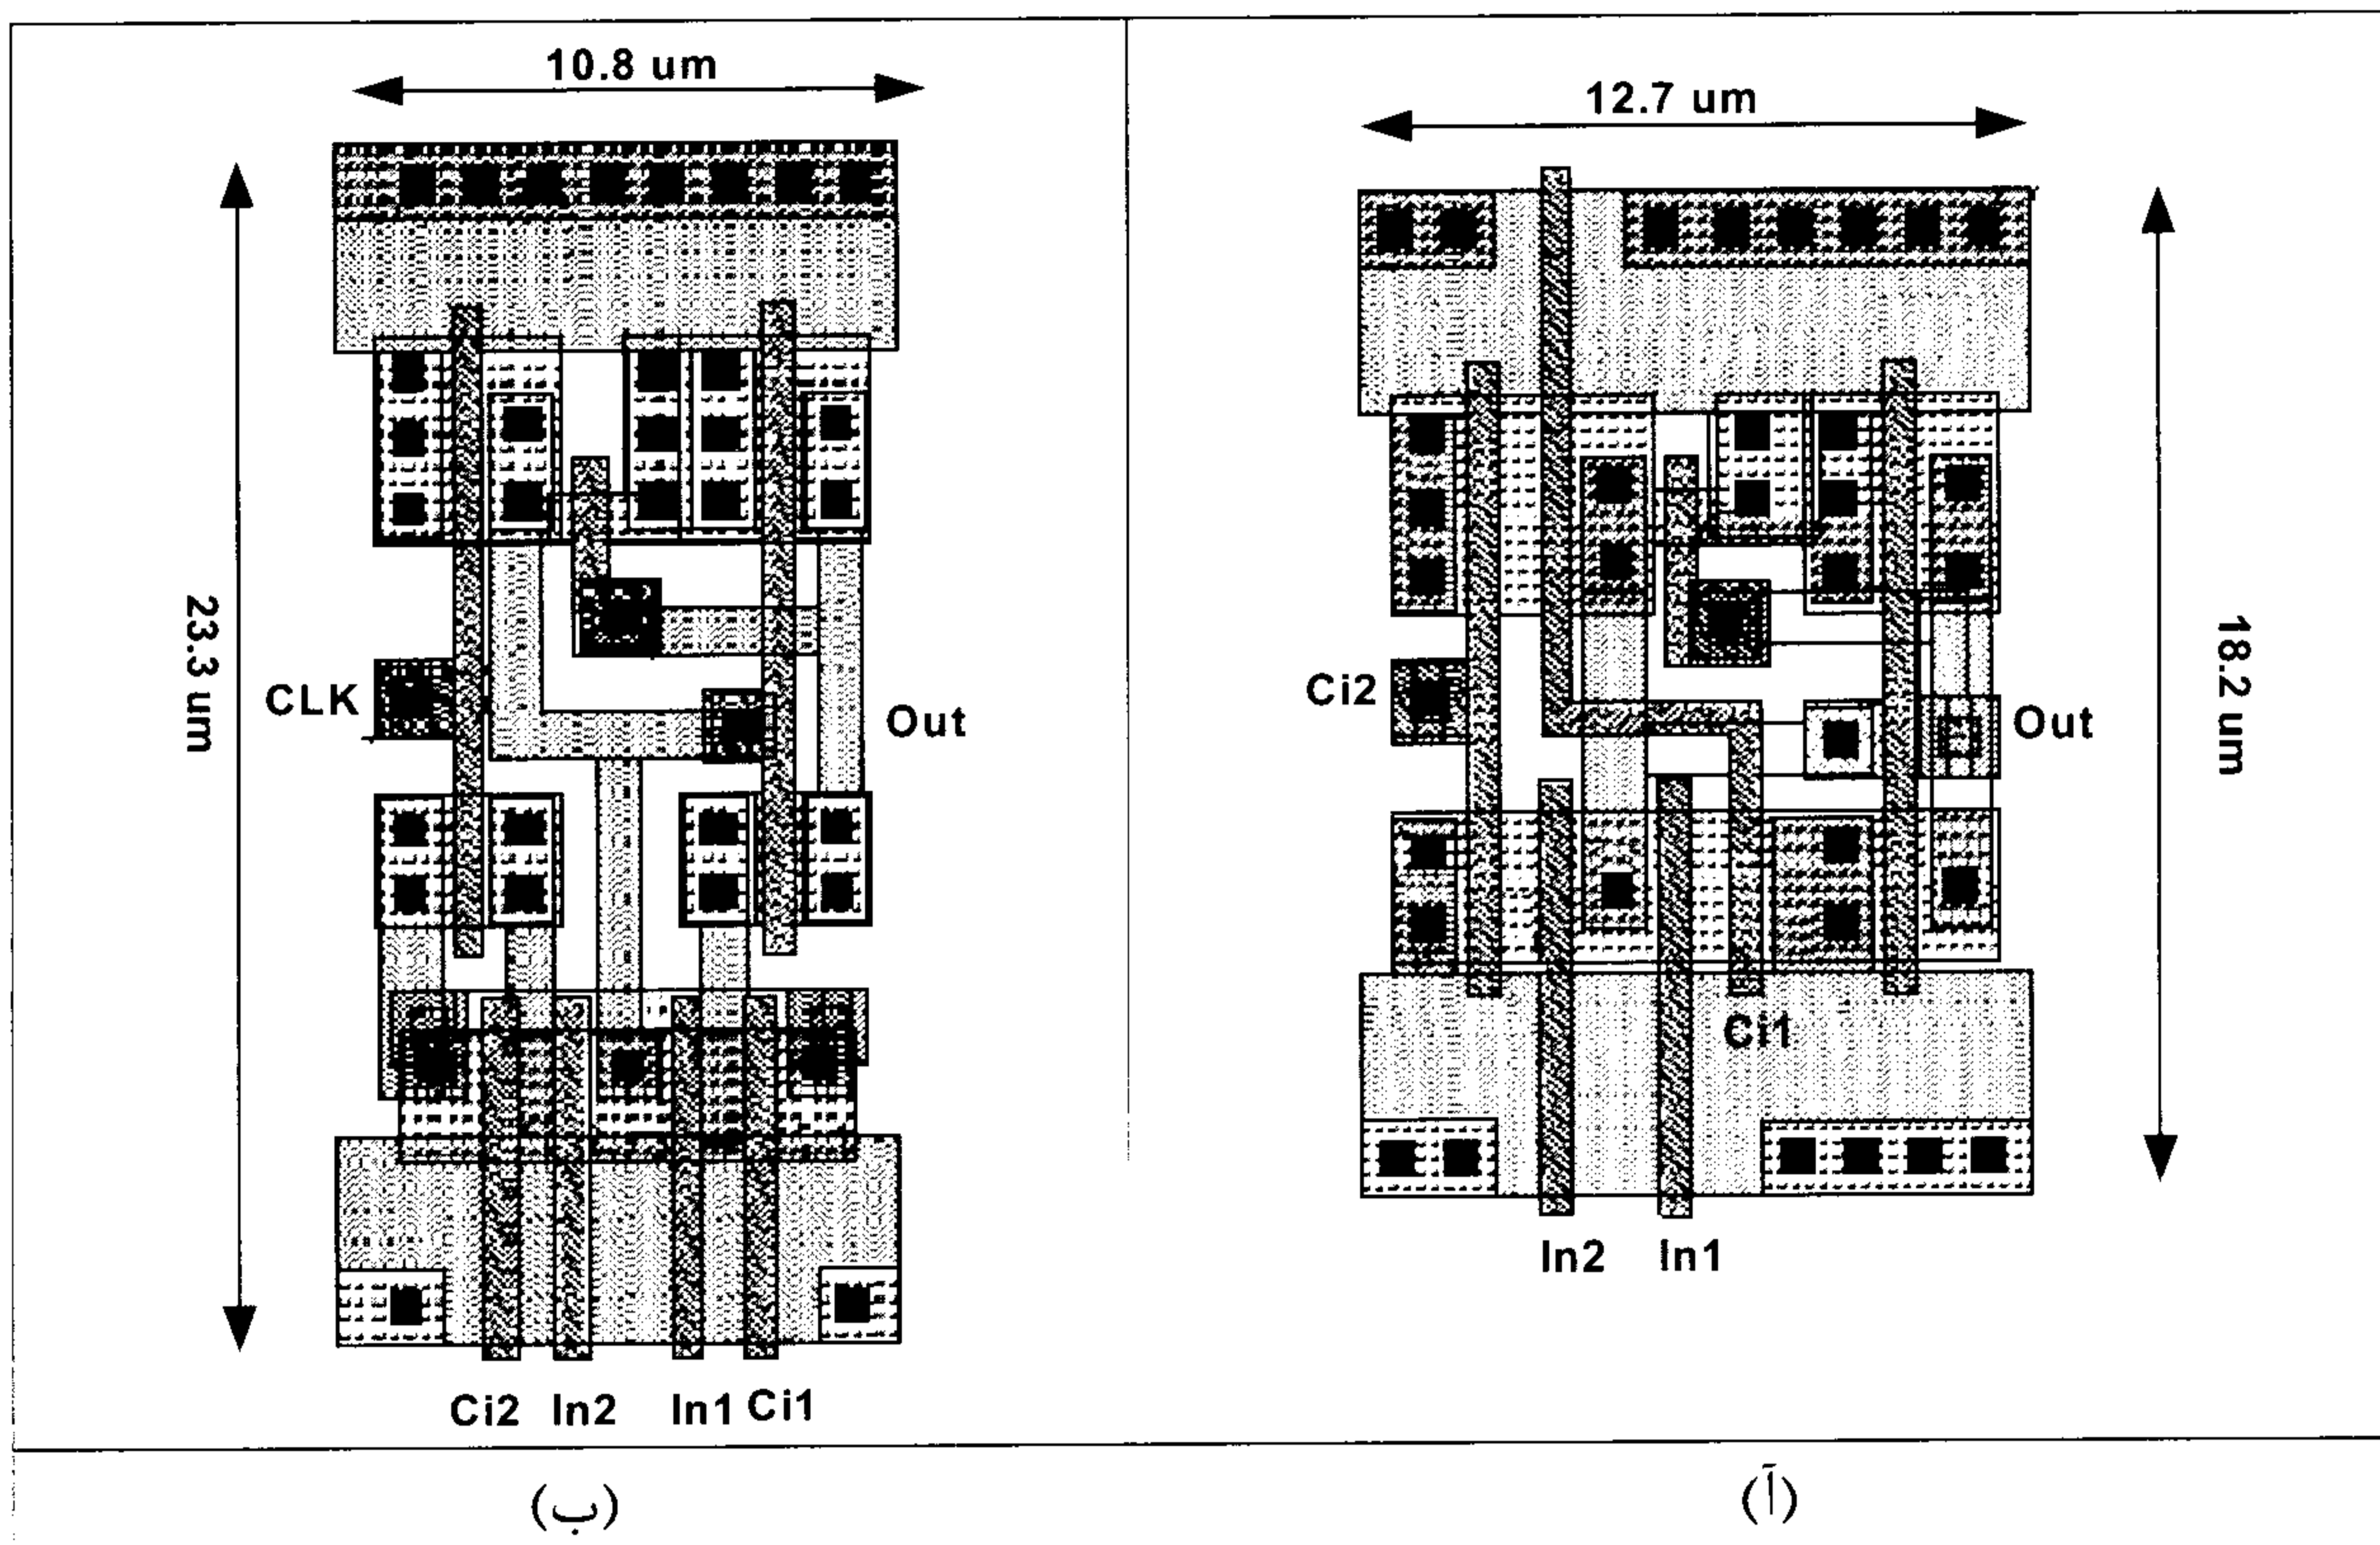 10.8 um
23.3 um
CLK
Out
Ci2 In2 In1 Ci1
(ب)
12.7 um
18.2 um
Ci2
Out
Ci1
In2 In1
(آ)